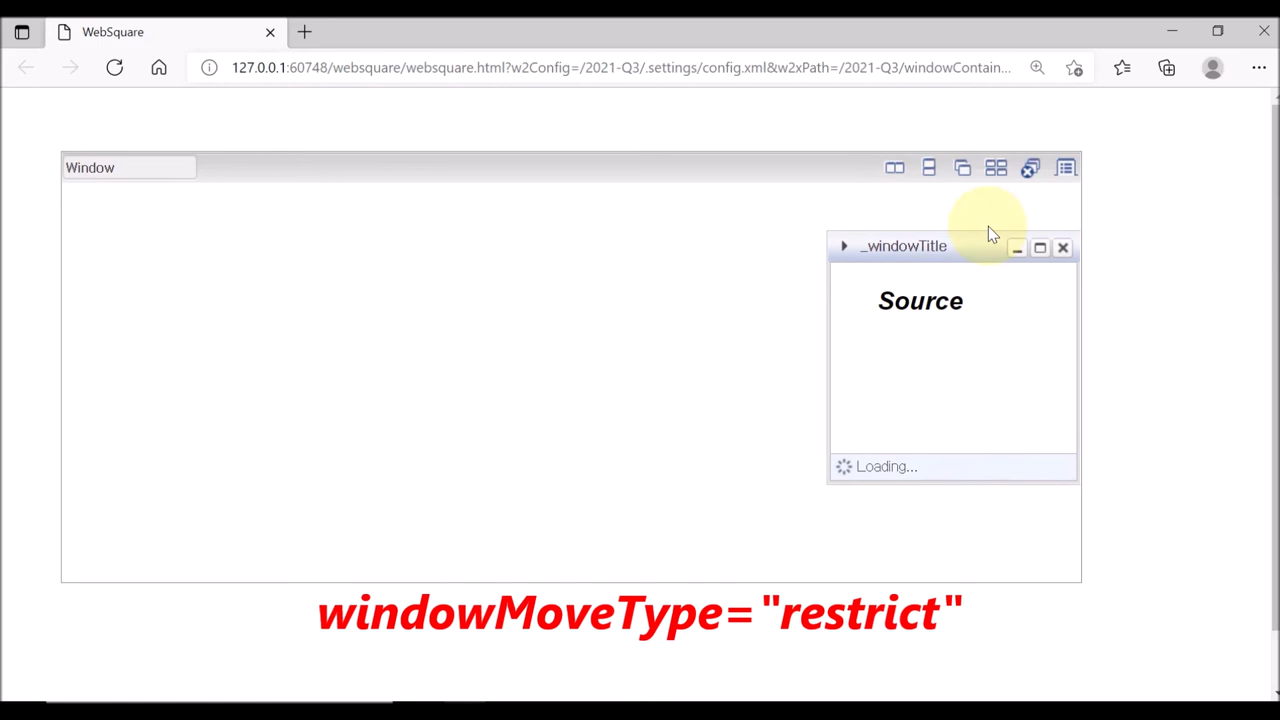 WebSquare
127.0.0.1:60748/websquare/websquare.html?w2Config=/2021-Q3/.settings/config.xml&w2xPath=/2021-Q3/windowContain...
Window
_windowTitle
Source
Loading...
windowMoveType="restrict"